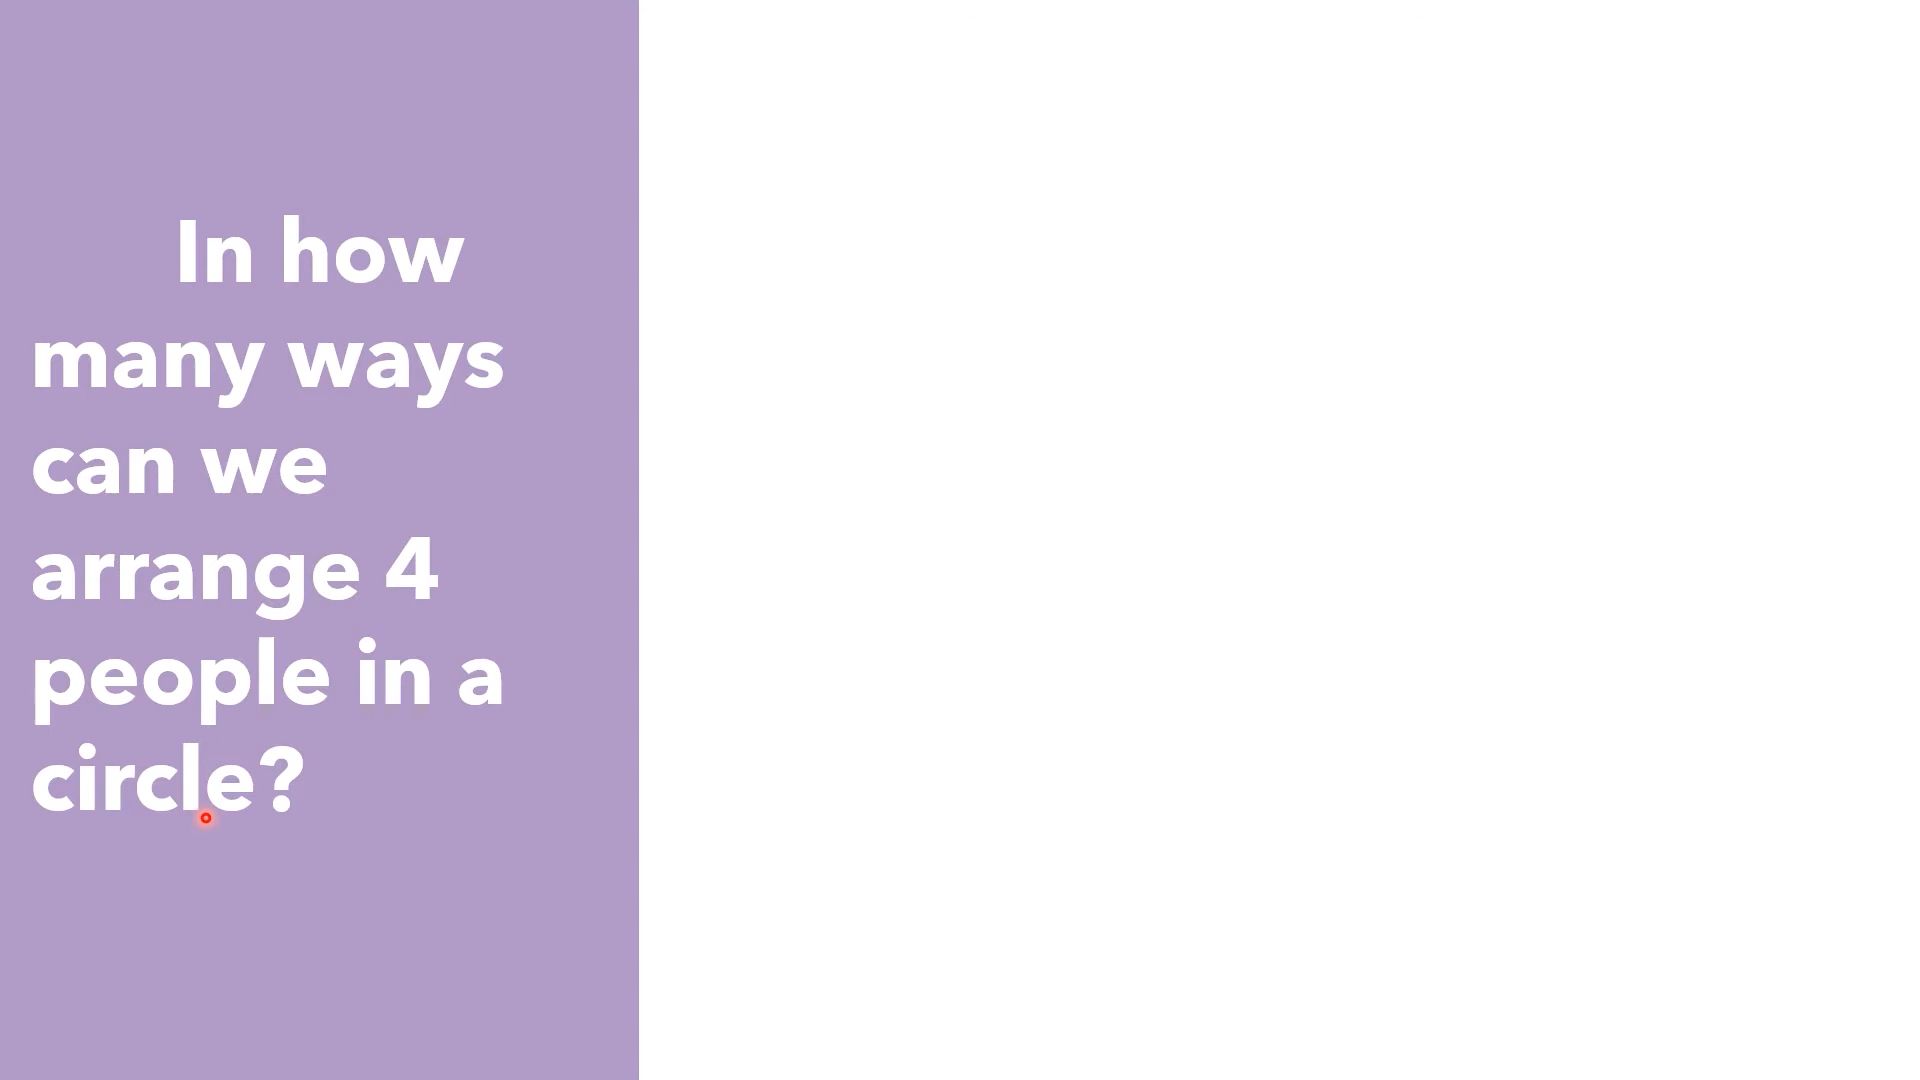 In how
many ways
can we
arrange 4
people in a
circle?